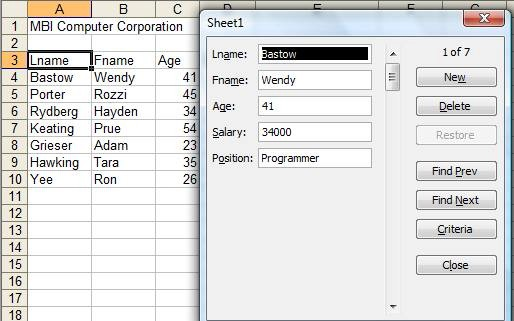 A B C
1 MBI Computer Corporation
2
3 Lname Fname Age
4 Bastow Wendy 41
5 Porter Rozzi 45
6 Rydberg Hayden 34
7 Keating Prue 54
8 Grieser Adam 23
9 Hawking Tara 35
10 Yee Ron 26
11
12
13
14
15
16
17
18
Sheet1
Lname: Bastow
Fname: Wendy
Age: 41
Salary: 34000
Position: Programmer
1 of 7
New
Delete
Restore
Find Prev
Find Next
Criteria
Close